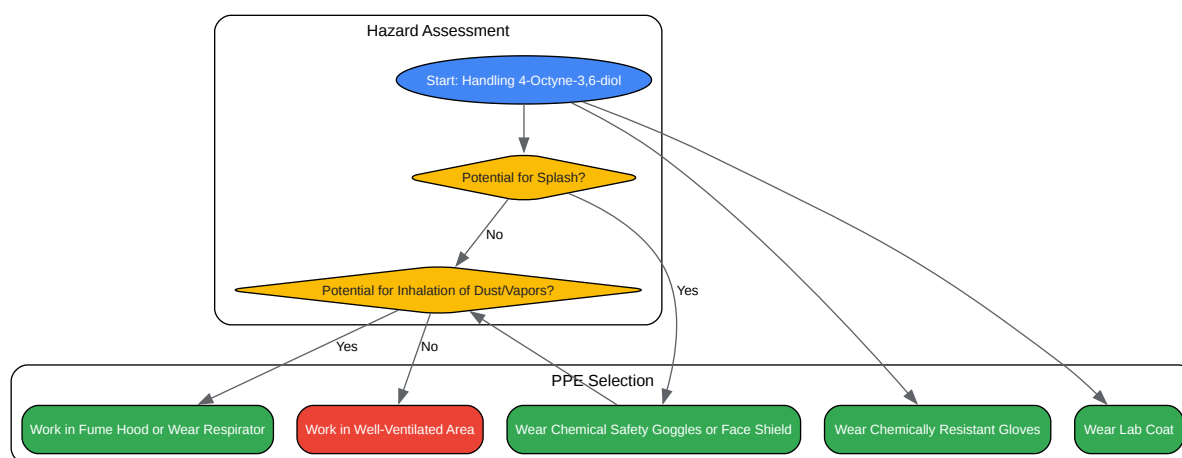 Hazard Assessment
Start: Handling 4-Octyne-3,6-diol
Potential for Splash?
No
Potential for Inhalation of Dust/Vapors?
Yes
Yes
No
PPE Selection
Work in Fume Hood or Wear Respirator
Work in Well-Ventilated Area
Wear Chemical Safety Goggles or Face Shield
Wear Chemically Resistant Gloves
Wear Lab Coat